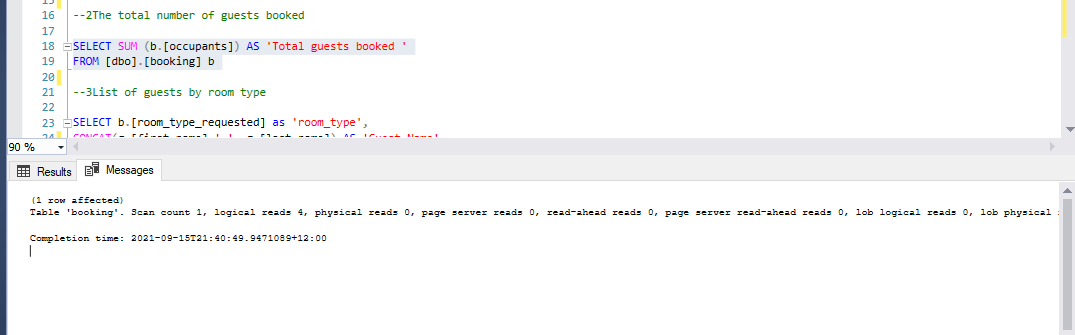 16 --2The total number of guests booked
17
18 SELECT SUM (b.[occupants]) AS 'Total guests booked '
19 FROM [dbo].[booking] b
20
21 --3List of guests by room type
22
23 SELECT b.[room_type_requested] as 'room_type',
90 %
Results Messages
(1 row affected)
Table 'booking'. Scan count 1, logical reads 4, physical reads 0, page server reads 0, read-ahead reads 0, page server read-ahead reads 0, lob logical reads 0, lob physical
Completion time: 2021-09-15T21:40:49.9471089+12:00